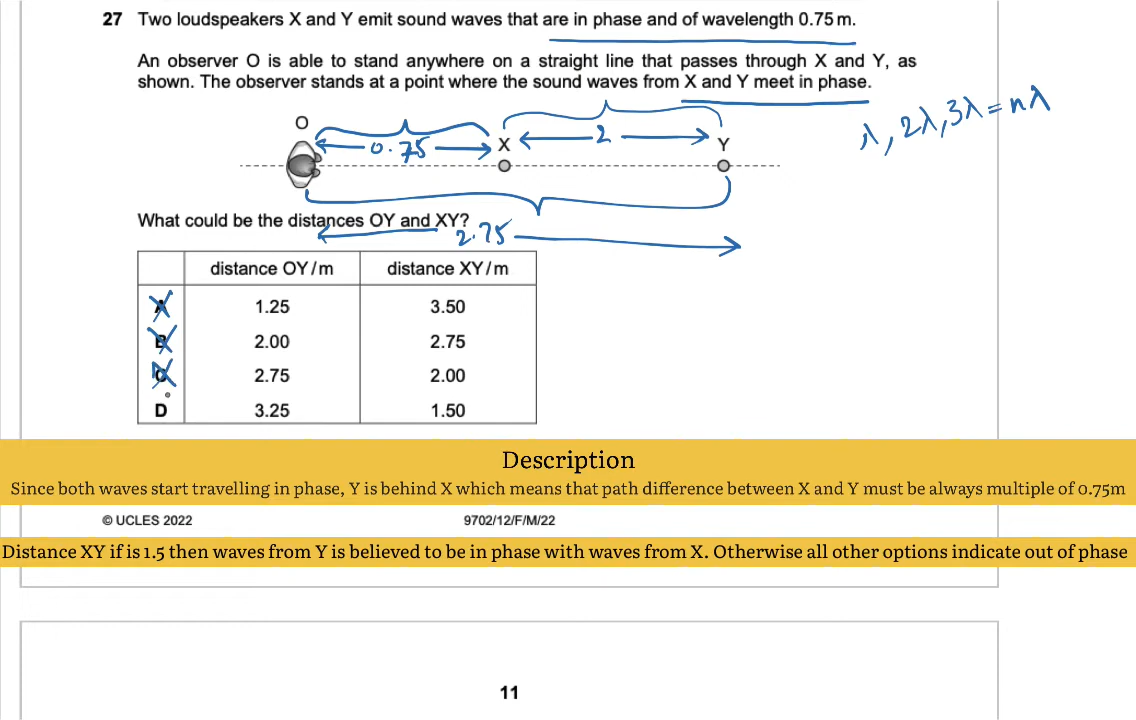 27 Two loudspeakers X and Y emit sound waves that are in phase and of wavelength 0.75 m.
An observer O is able to stand anywhere on a straight line that passes through X and Y, as
shown. The observer stands at a point where the sound waves from X and Y meet in phase.
λ, 2λ, 3λ = nλ
O
0.75 X 2 Y
What could be the distances OY and XY?
2.75
distance OY / m distance XY / m
A 1.25 3.50
B 2.00 2.75
C 2.75 2.00
D 3.25 1.50
Description
Since both waves start travelling in phase, Y is behind X which means that path difference between X and Y must be always multiple of 0.75m
© UCLES 2022 9702/12/F/M/22
Distance XY if is 1.5 then waves from Y is believed to be in phase with waves from X. Otherwise all other options indicate out of phase
11